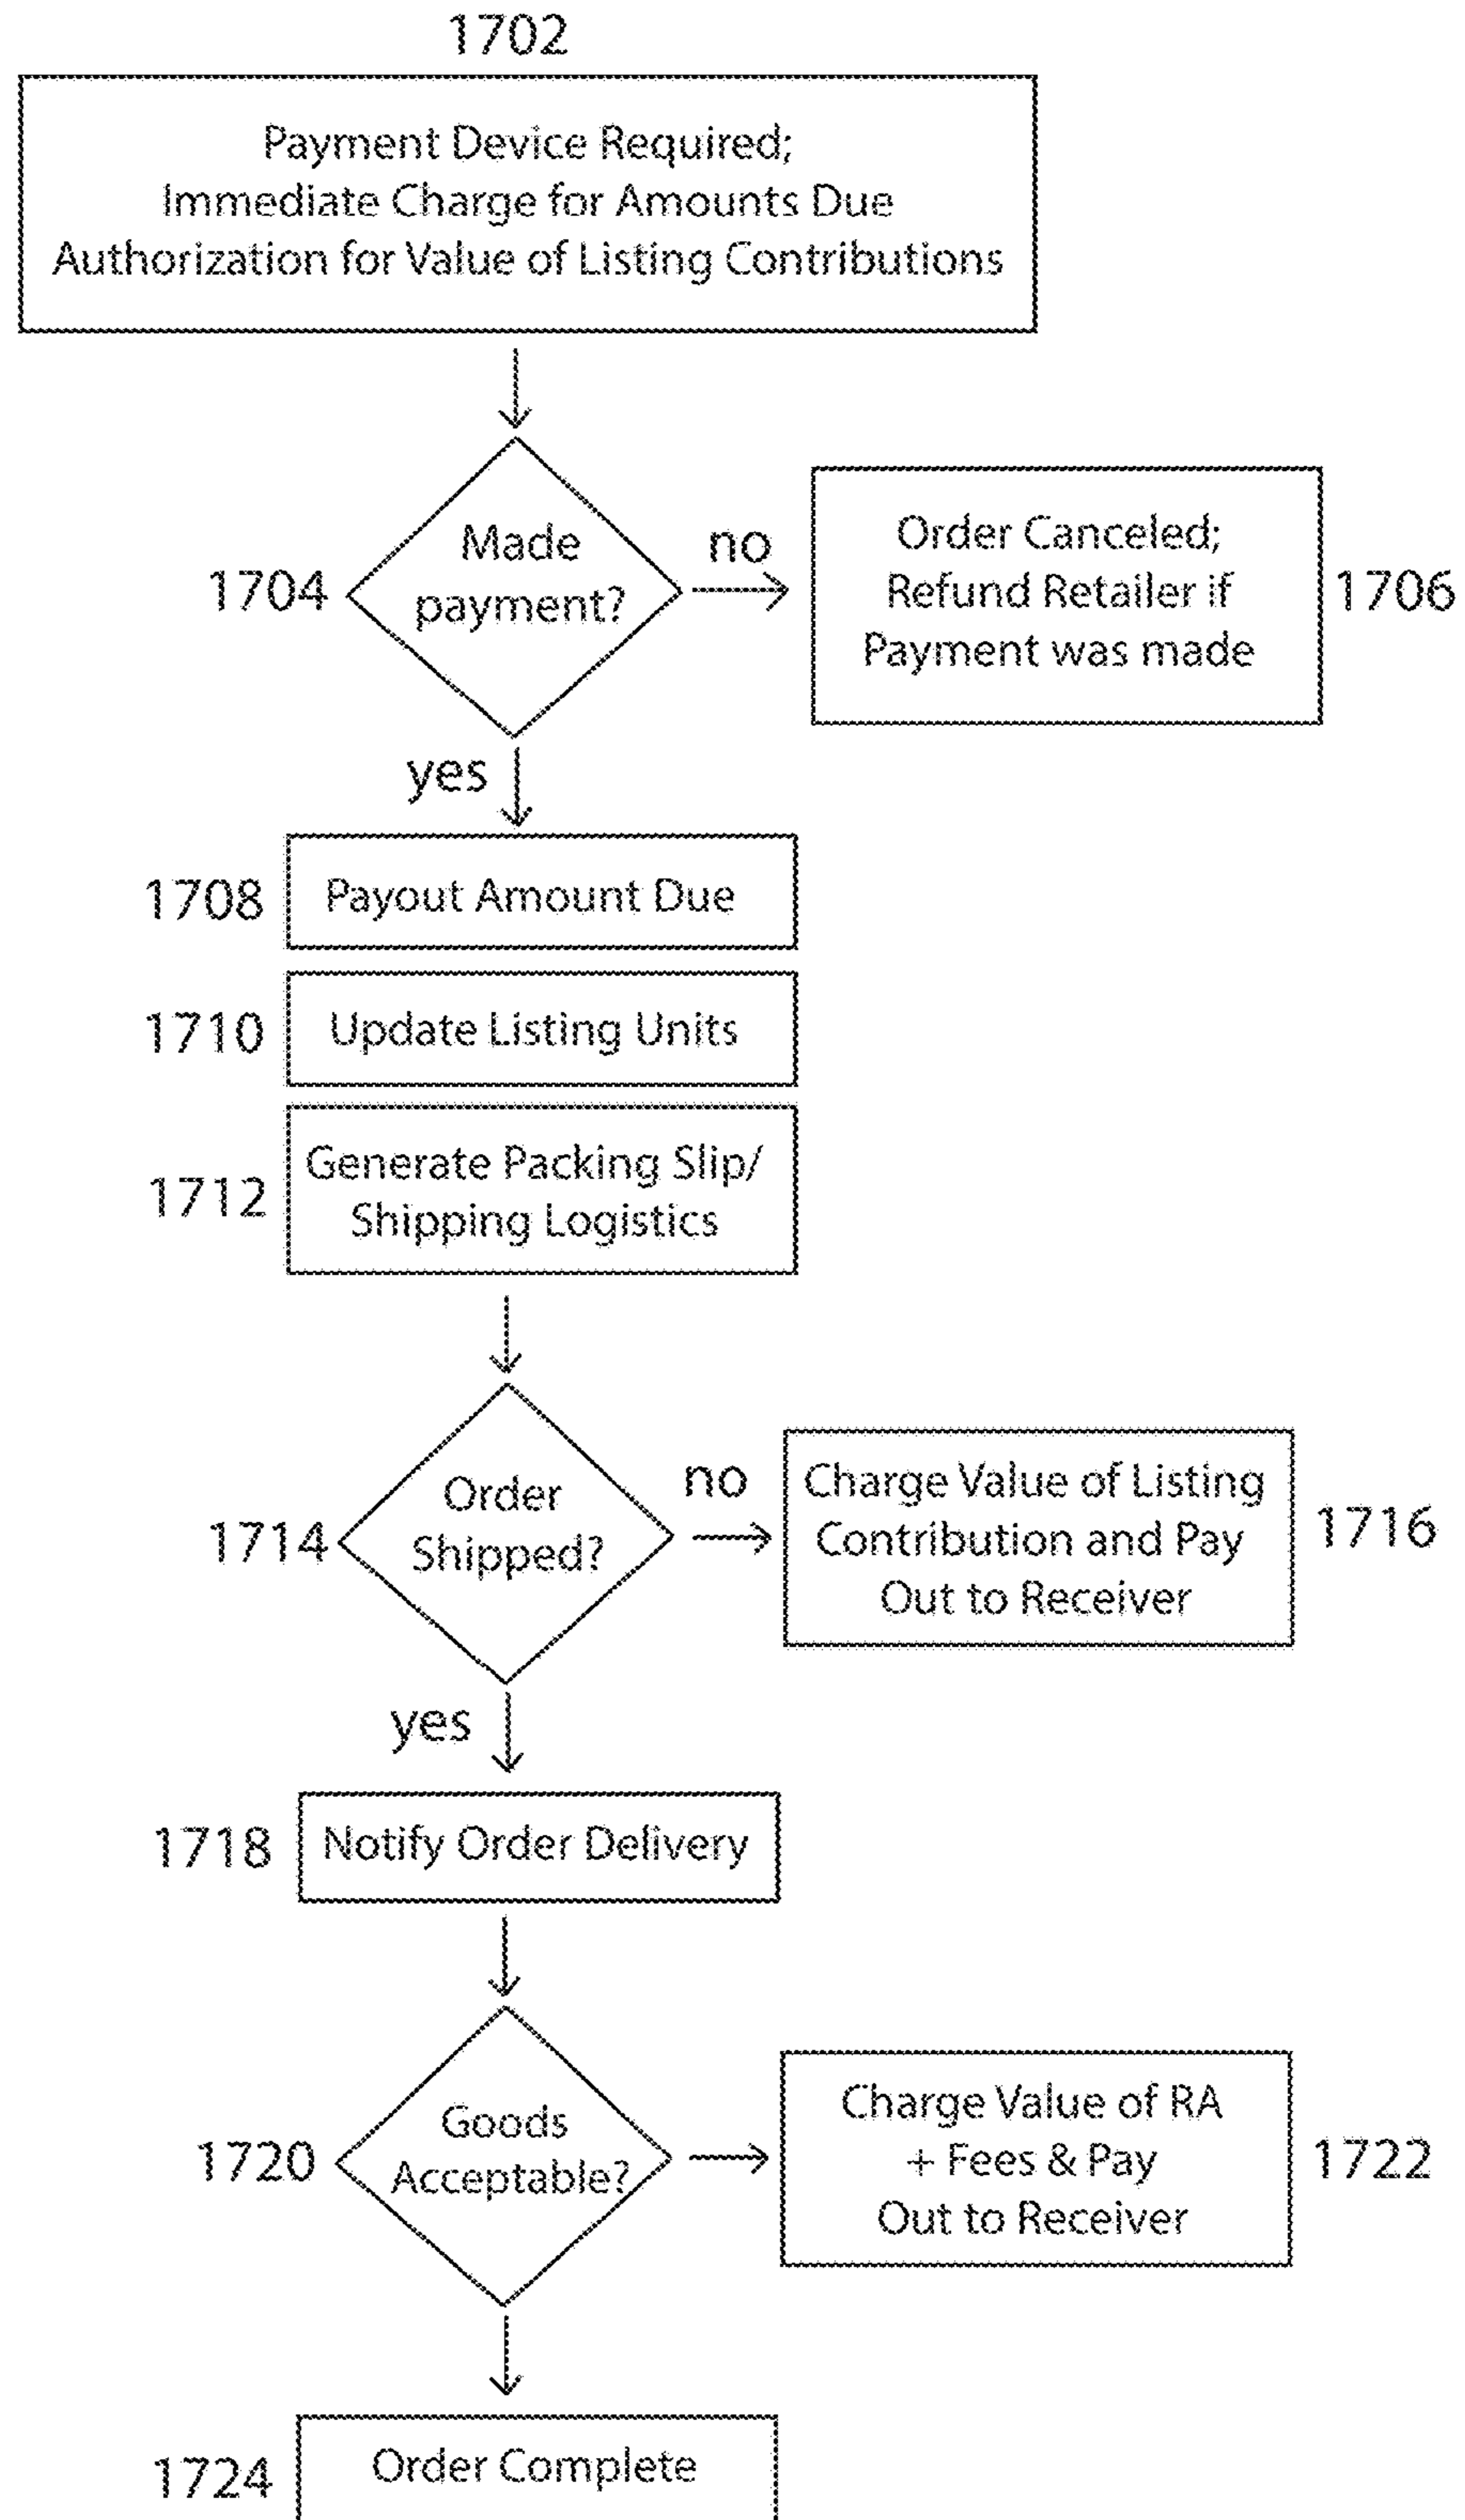 1702
Payment Device Required;
Immediate Charge for Amounts Due
Authorization for Value of Listing Contributions
1704
Made
payment?
no
Order Canceled;
Refund Retailer if
Payment was made
1706
yes
1708
Payout Amount Due
1710
Update Listing Units
1712
Generate Packing Slip/
Shipping Logistics
1714
Order
Shipped?
no
Charge Value of Listing
Contribution and Pay
Out to Receiver
1716
yes
1718
Notify Order Delivery
1720
Goods
Acceptable?
Charge Value of RA
+ Fees & Pay
Out to Receiver
1722
1724
Order Complete